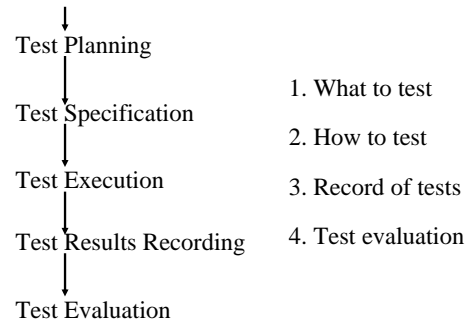 Test Planning
Test Specification
Test Execution
Test Results Recording
Test Evaluation
1. What to test
2. How to test
3. Record of tests
4. Test evaluation